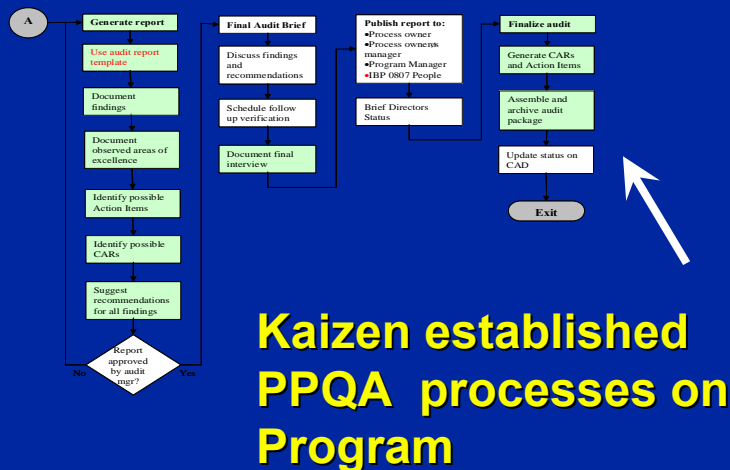 A
Generate report
Use audit report
template
Document
findings
Document
observed areas of
excellence
Identify possible
Action Items
Identify possible
CARs
Suggest
recommendations
for all findings
Report
approved
by audit
mgr?
No
Yes
Final Audit Brief
Discuss findings
and
recommendations
Schedule follow
up verification
Document final
interview
Publish report to:
•Process owner
•Process owner's
manager
•Program Manager
•IBP 0807 People
Brief Directors
Status
Finalize audit
Generate CARs
and Action Items
Assemble and
archive audit
package
Update status on
CAD
Exit
Kaizen established
PPQA processes on
Program